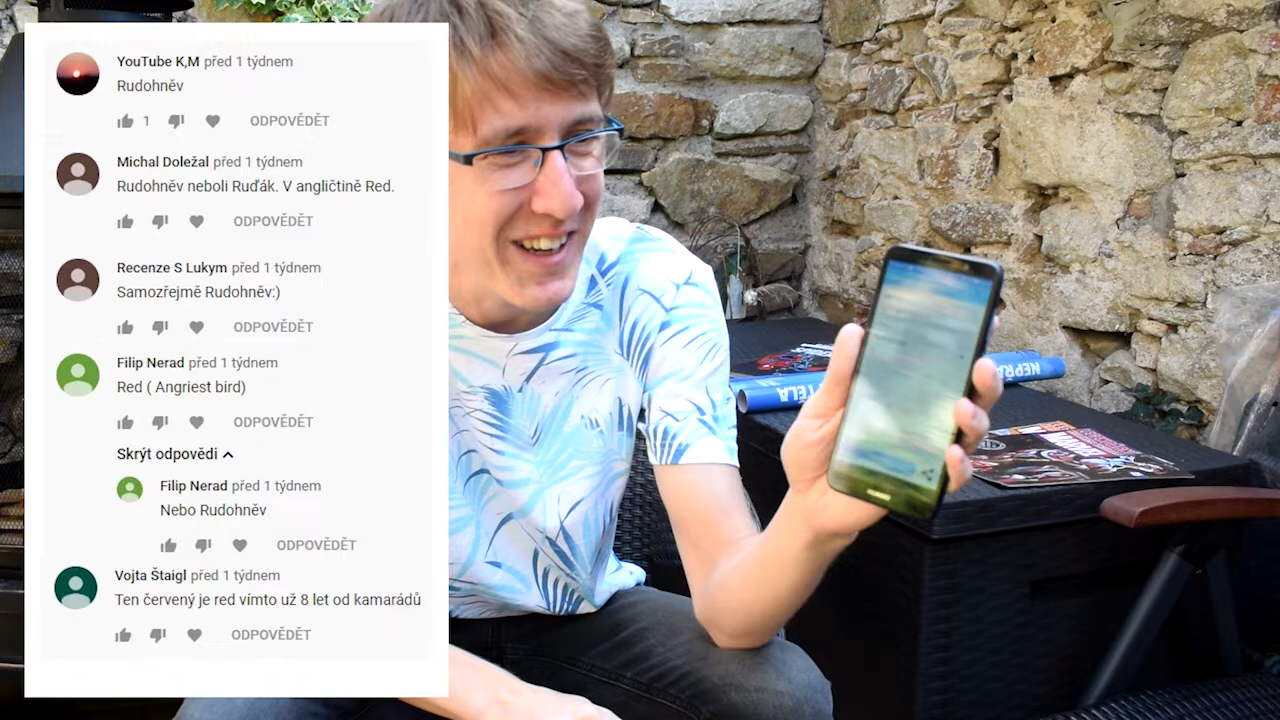 YouTube K,M před 1 týdnem
Rudohněv
1
ODPOVĚDĚT
Michal Doležal před 1 týdnem
Rudohněv neboli Ruďák. V angličtině Red.
ODPOVĚDĚT
Recenze S Lukym před 1 týdnem
Samozřejmě Rudohněv:)
ODPOVĚDĚT
Filip Nerad před 1 týdnem
Red ( Angriest bird)
ODPOVĚDĚT
Skrýt odpovědi
Filip Nerad před 1 týdnem
Nebo Rudohněv
ODPOVĚDĚT
Vojta Štaigl před 1 týdnem
Ten červený je red vímto už 8 let od kamarádů
ODPOVĚDĚT
HUAWEI